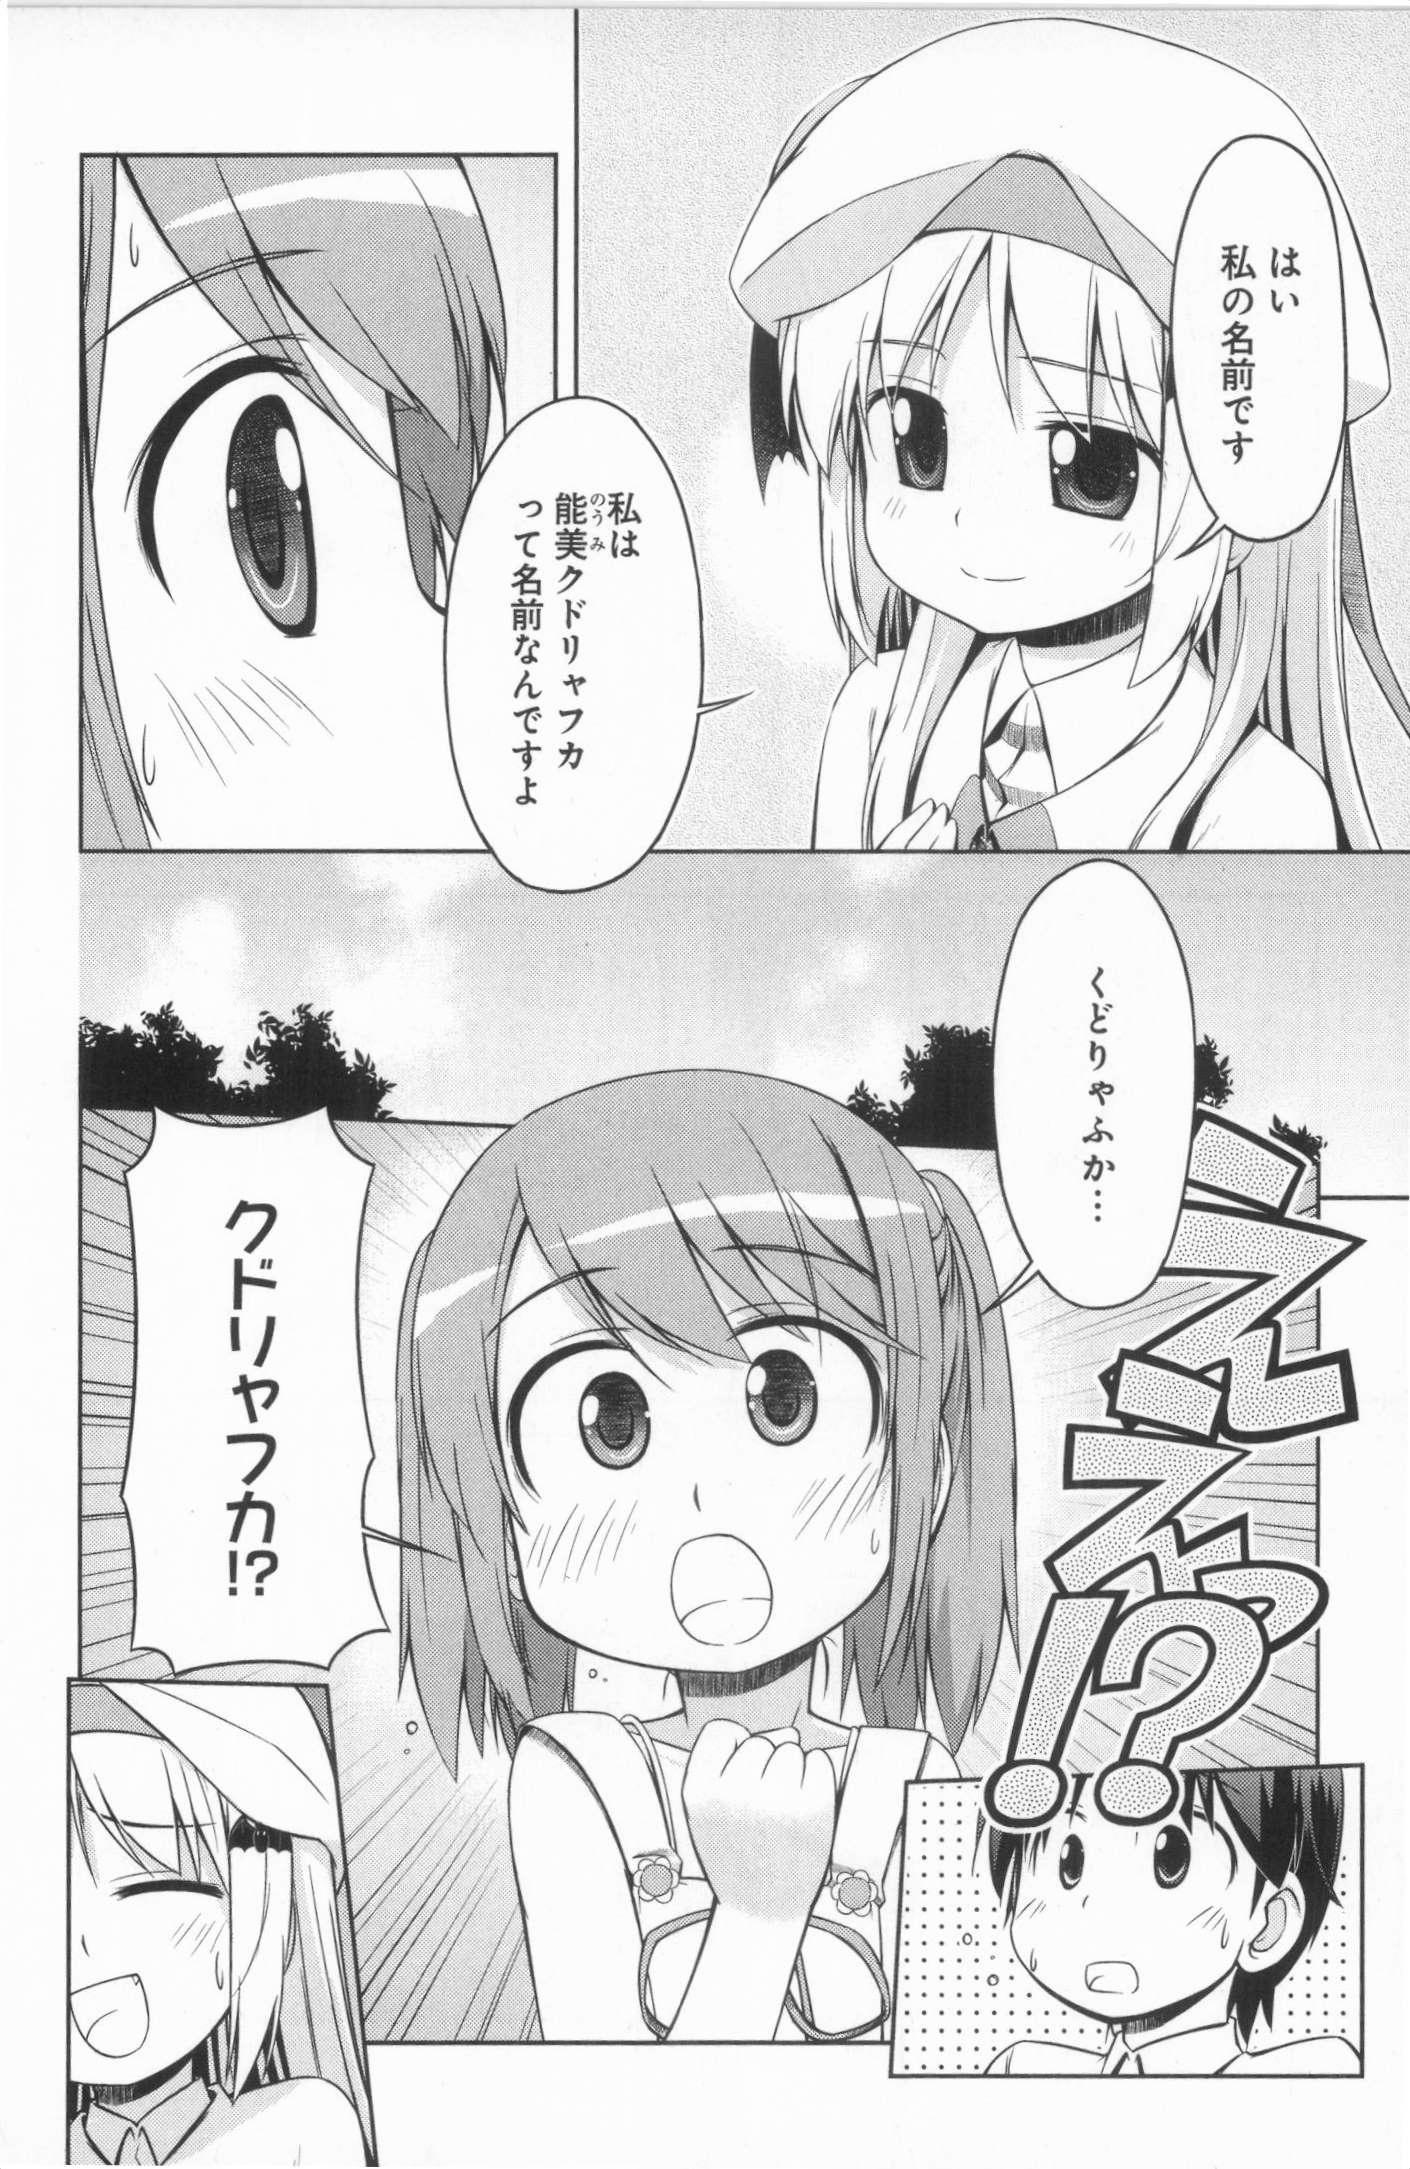 はい
私の名前です
私は
能美クドリャフカ
のうみ
って名前なんですよ
くどりゃふか…
ええっ!?
クドリャフカ!?